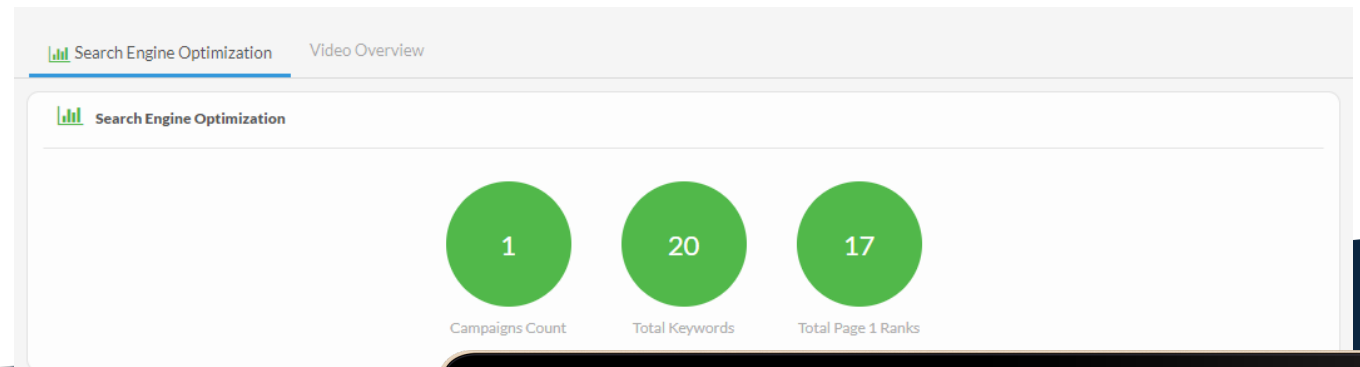 Search Engine Optimization Video Overview
Search Engine Optimization
1 20 17
Campaigns Count Total Keywords Total Page 1 Ranks